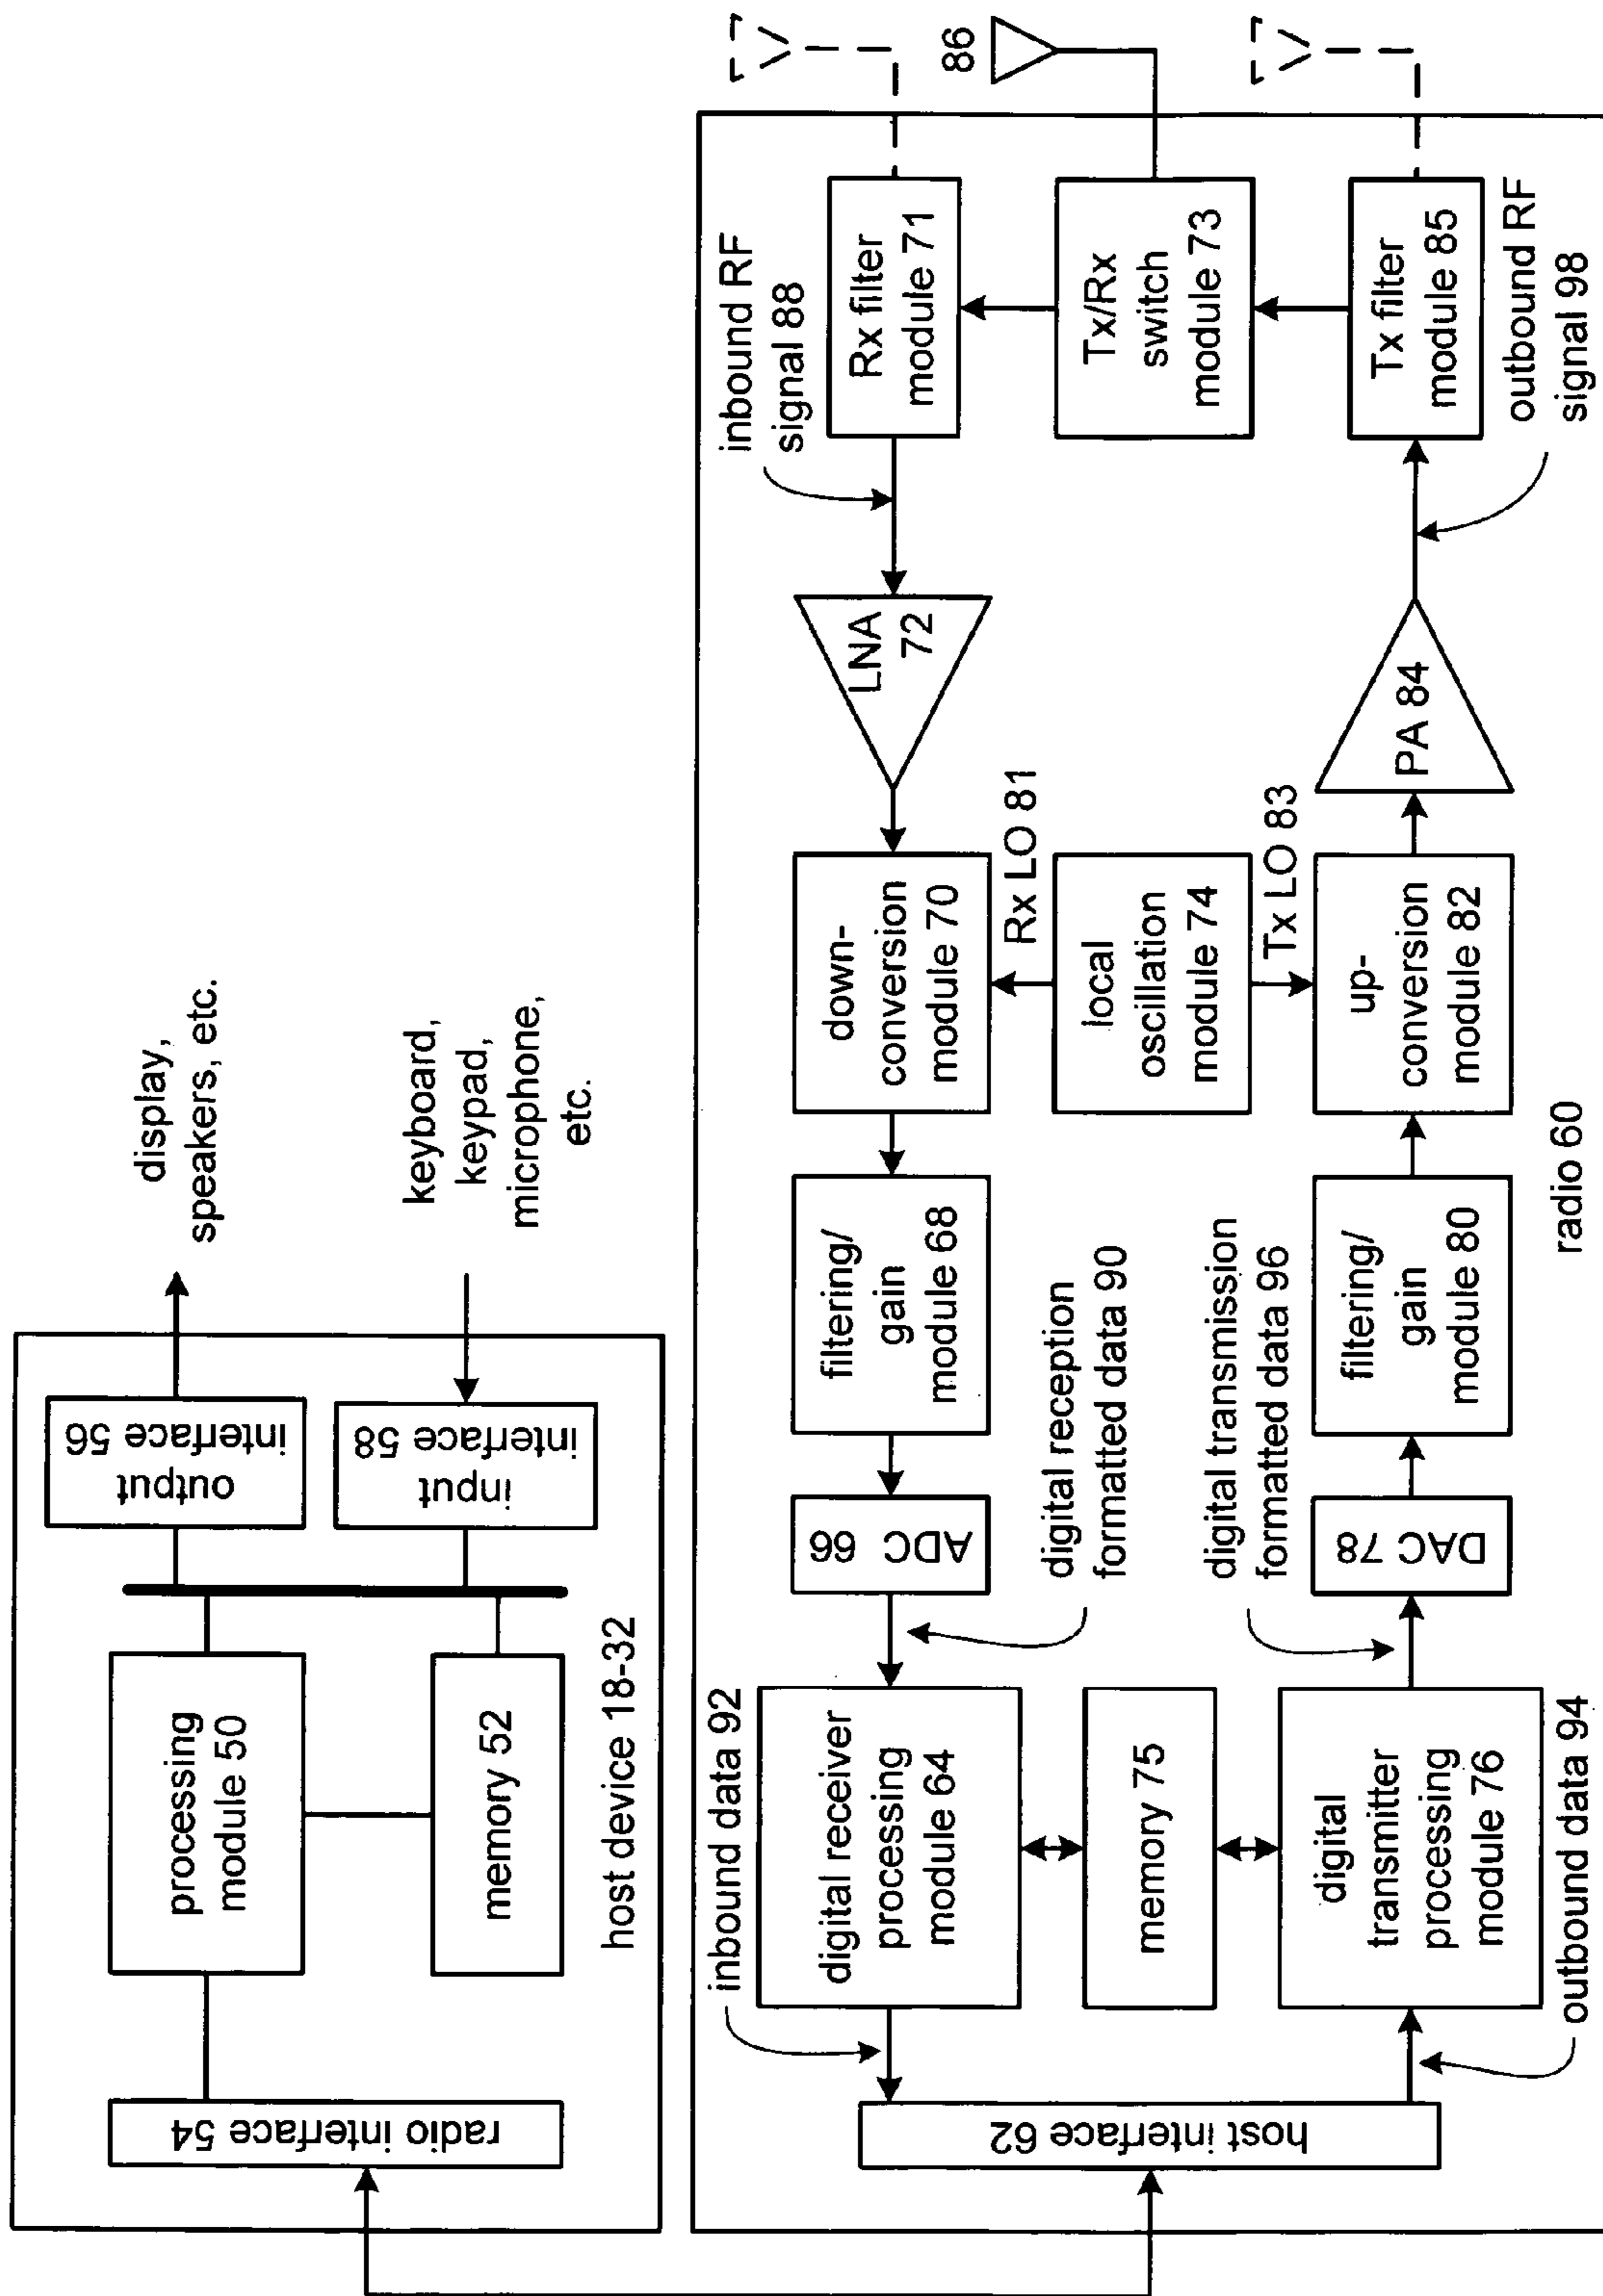 radio interface 54
processing
module 50
memory 52
output
interface 56
input
interface 58
display,
speakers, etc.
keyboard,
keypad,
microphone,
etc.
host device 18-32
host interface 62
inbound data 92
digital receiver
processing
module 64
memory 75
digital
transmitter
processing
module 76
outbound data 94
ADC 66
digital reception
formatted data 90
digital transmission
formatted data 96
DAC 78
filtering/
gain
module 68
filtering/
gain
module 80
down-
conversion
module 70
Rx LO 81
local
oscillation
module 74
Tx LO 83
up-
conversion
module 82
radio 60
LNA
72
PA 84
inbound RF
signal 88
Rx filter
module 71
Tx/Rx
switch
module 73
Tx filter
module 85
outbound RF
signal 98
86